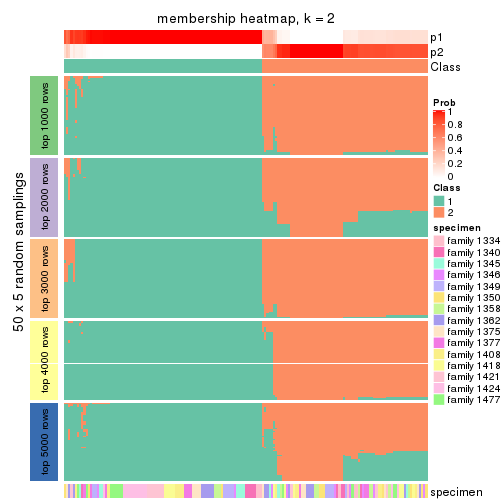 membership heatmap, k = 2
p1
p2
Class
50 x 5 random samplings
top 1000 rows
top 2000 rows
top 3000 rows
top 4000 rows
top 5000 rows
specimen
Prob
1
0.8
0.6
0.4
0.2
0
Class
1
2
specimen
family 1334
family 1340
family 1345
family 1346
family 1349
family 1350
family 1358
family 1362
family 1375
family 1377
family 1408
family 1418
family 1421
family 1424
family 1477